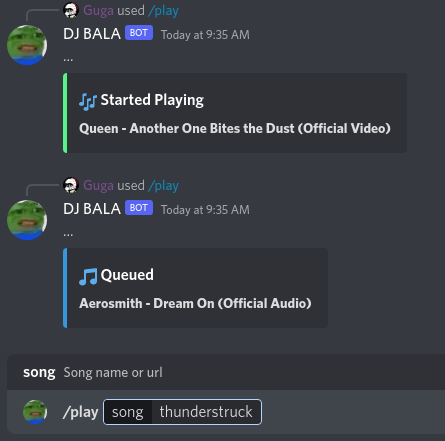 Guga used /play
DJ BALA BOT Today at 9:35 AM
...
Started Playing
Queen - Another One Bites the Dust (Official Video)
Guga used /play
DJ BALA BOT Today at 9:35 AM
...
Queued
Aerosmith - Dream On (Official Audio)
song Song name or url
/play song thunderstruck